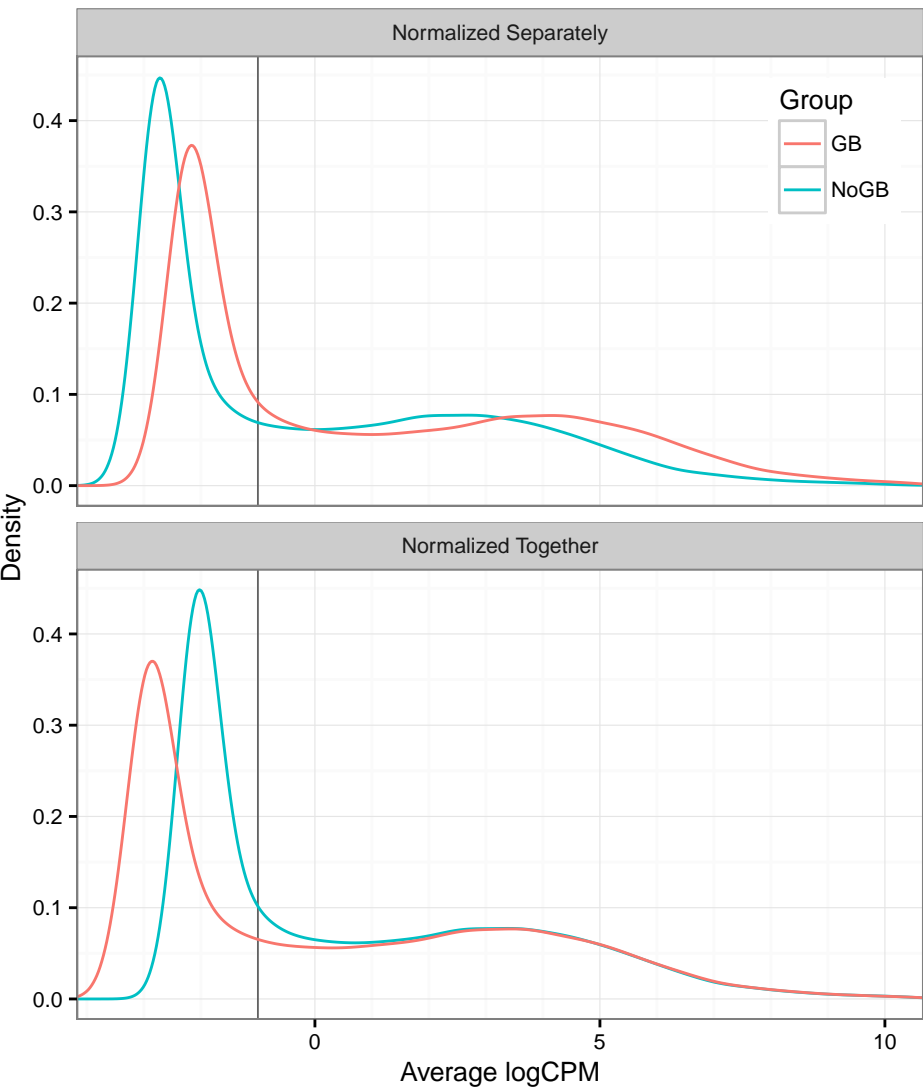 Normalized Separately
Group
GB
NoGB
0.4
0.3
0.2
0.1
0.0
Density
Normalized Together
0.4
0.3
0.2
0.1
0.0
0 5 10
Average logCPM